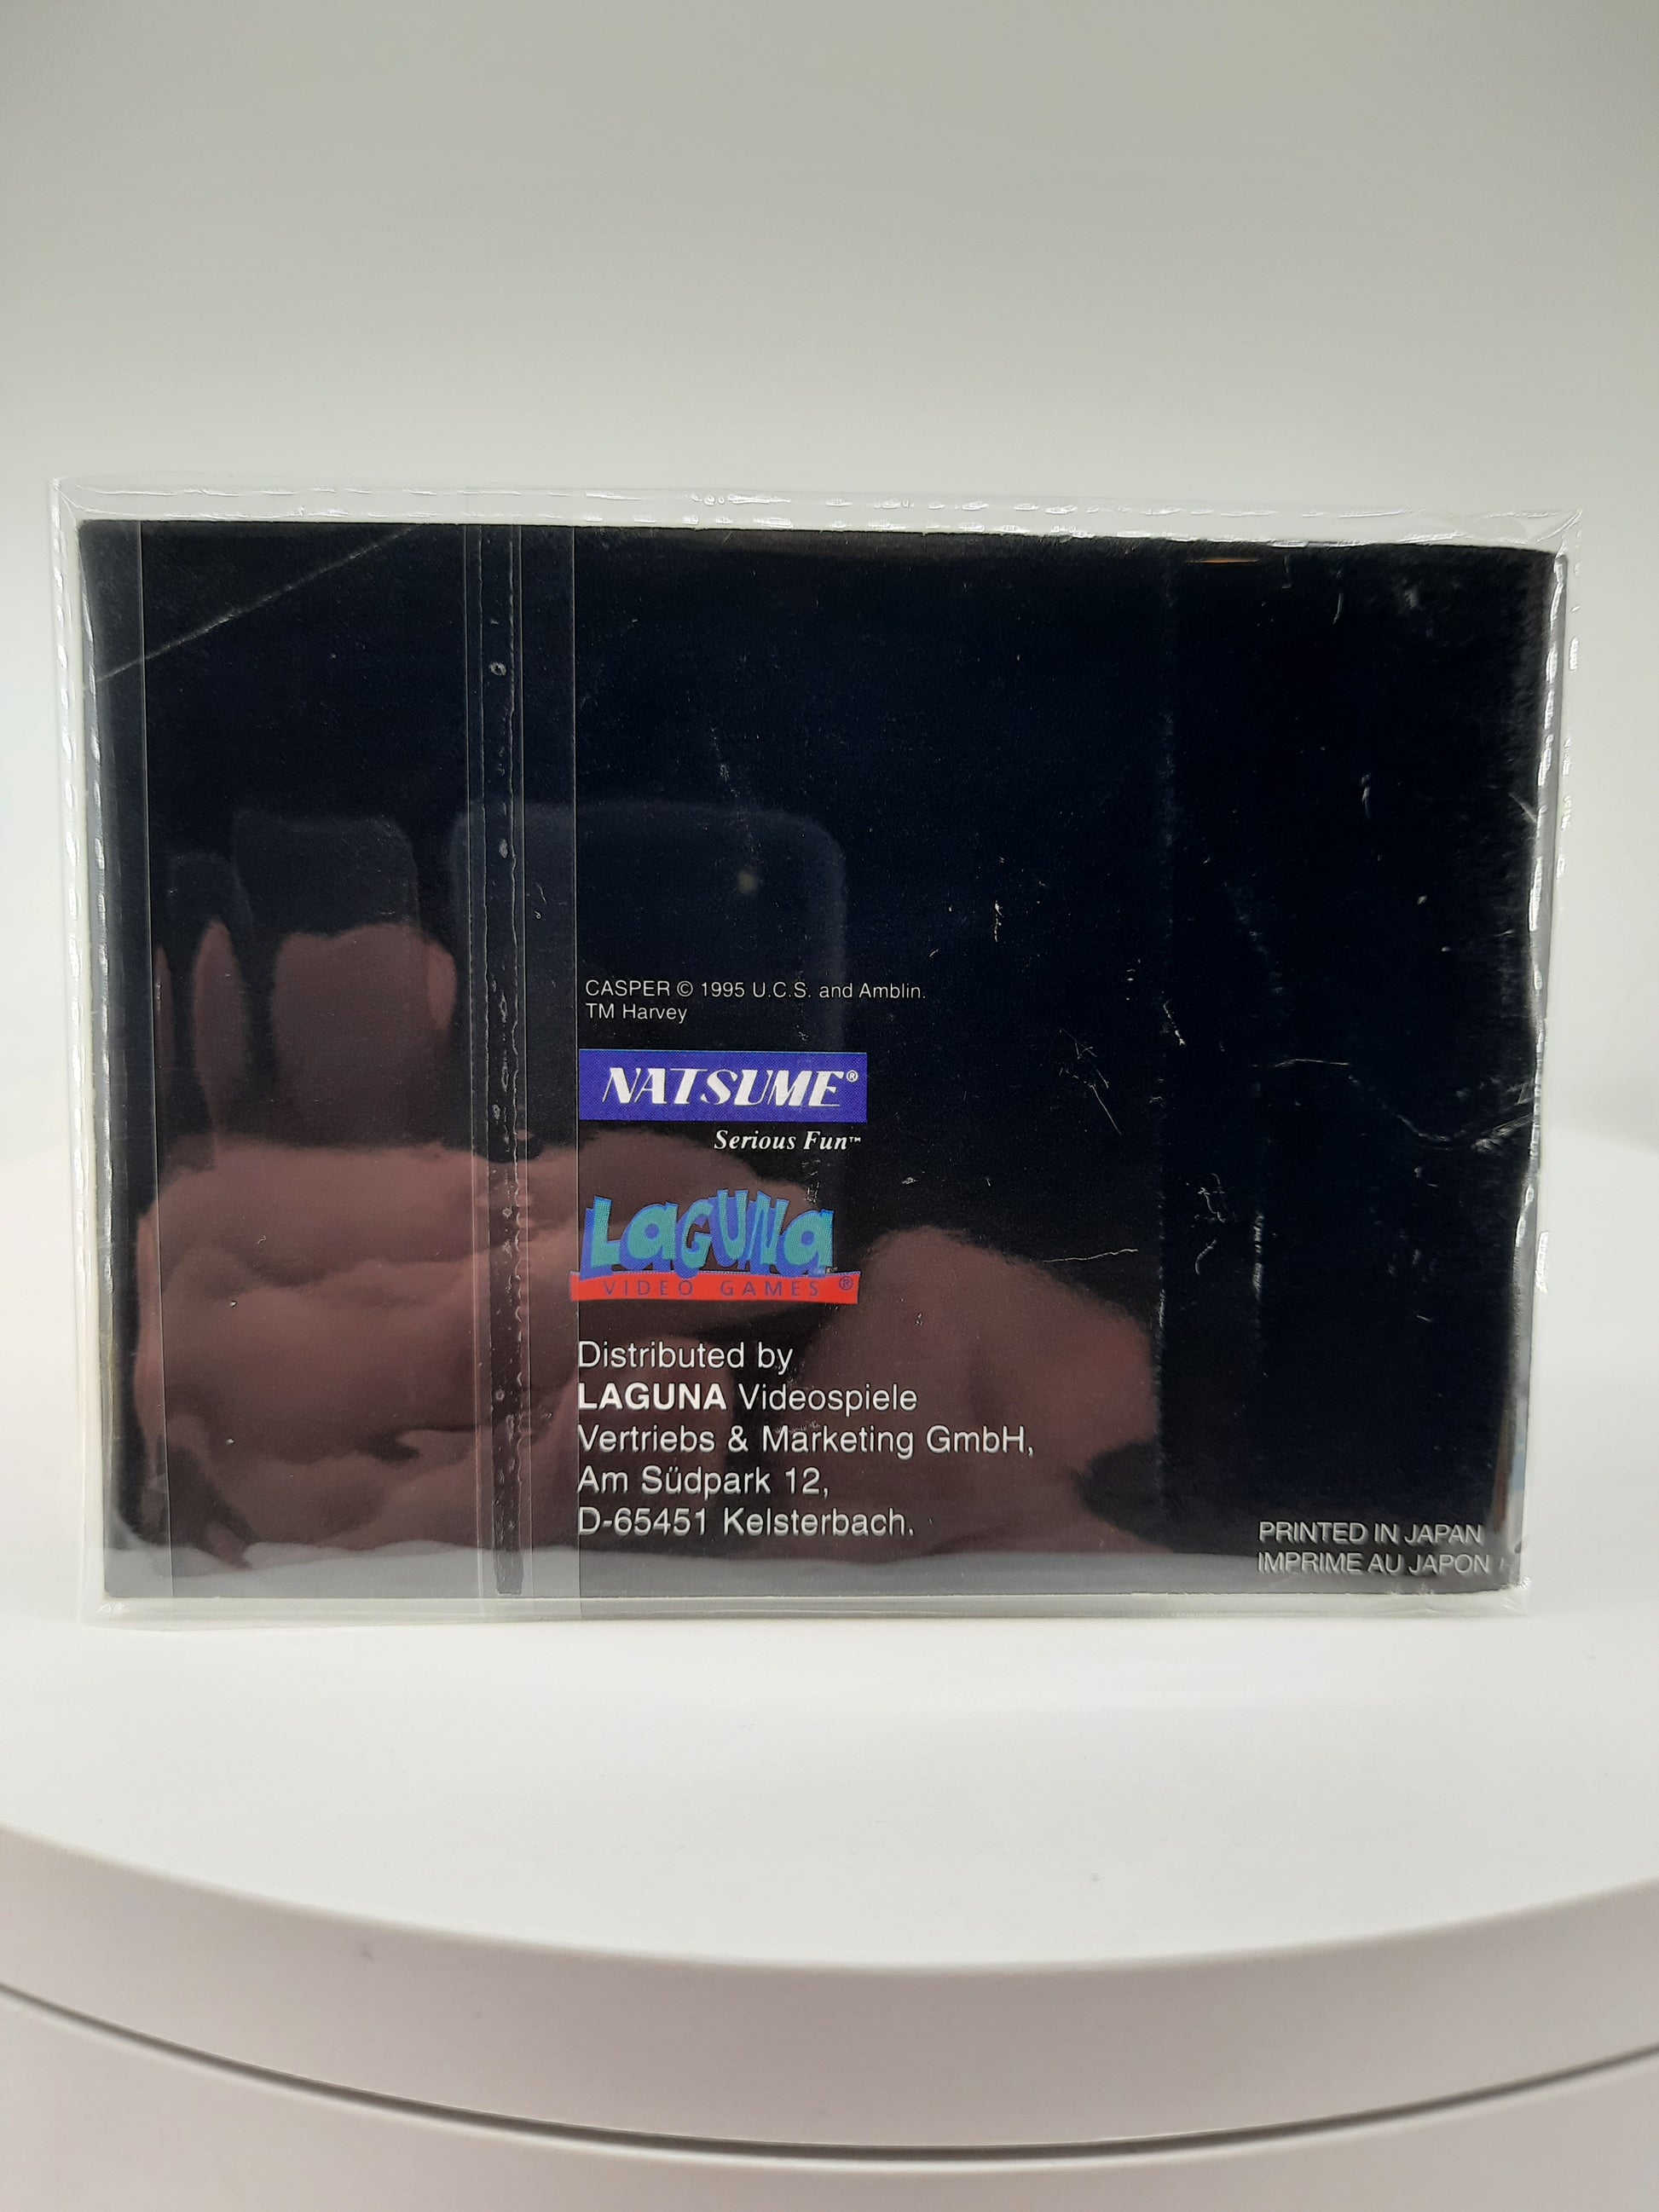 CASPER © 1995 U.C.S. and Amblin.
TM Harvey
NATSUME®
Serious Fun™
LAGUNA
VIDEO GAMES ®
Distributed by
LAGUNA Videospiele
Vertriebs & Marketing GmbH,
Am Südpark 12,
D-65451 Kelsterbach.
PRINTED IN JAPAN
IMPRIME AU JAPON